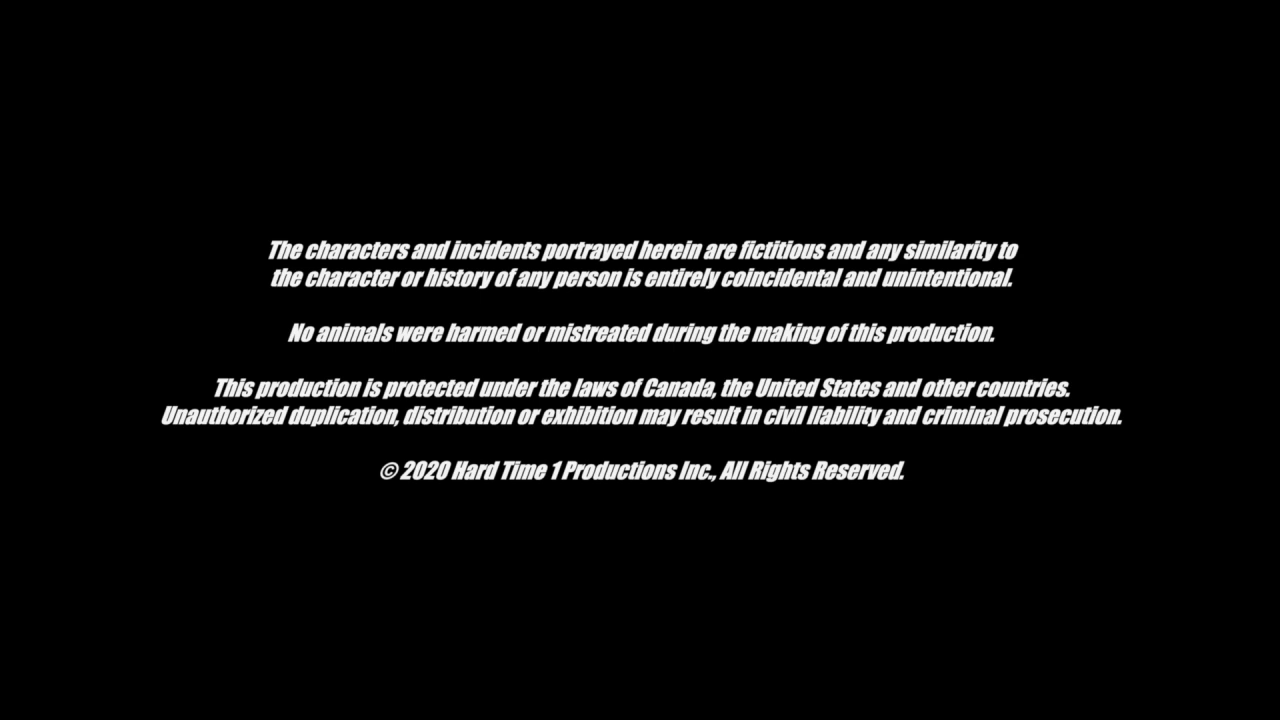 The characters and incidents portrayed herein are fictitious and any similarity to
the character or history of any person is entirely coincidental and unintentional.
No animals were harmed or mistreated during the making of this production.
This production is protected under the laws of Canada, the United States and other countries.
Unauthorized duplication, distribution or exhibition may result in civil liability and criminal prosecution.
© 2020 Hard Time 1 Productions Inc., All Rights Reserved.